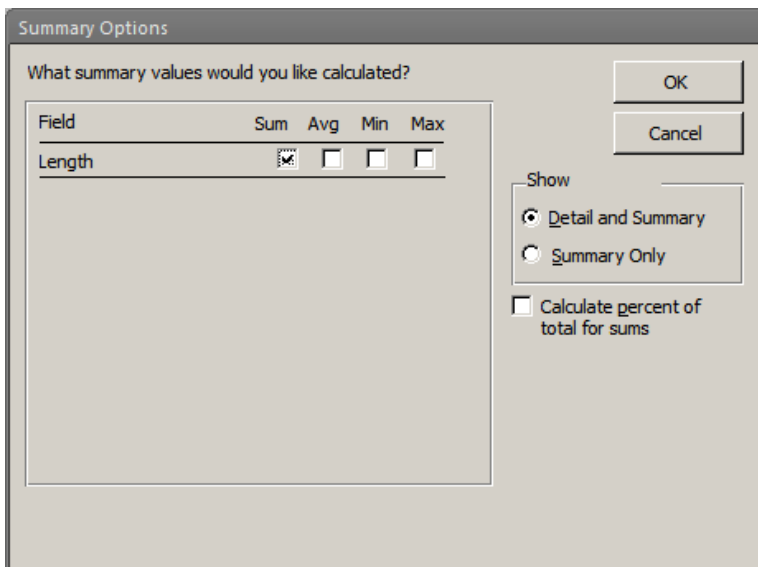 Summary Options
What summary values would you like calculated?
OK
Cancel
Field Sum Avg Min Max
Length
Show
Detail and Summary
Summary Only
Calculate percent of
total for sums